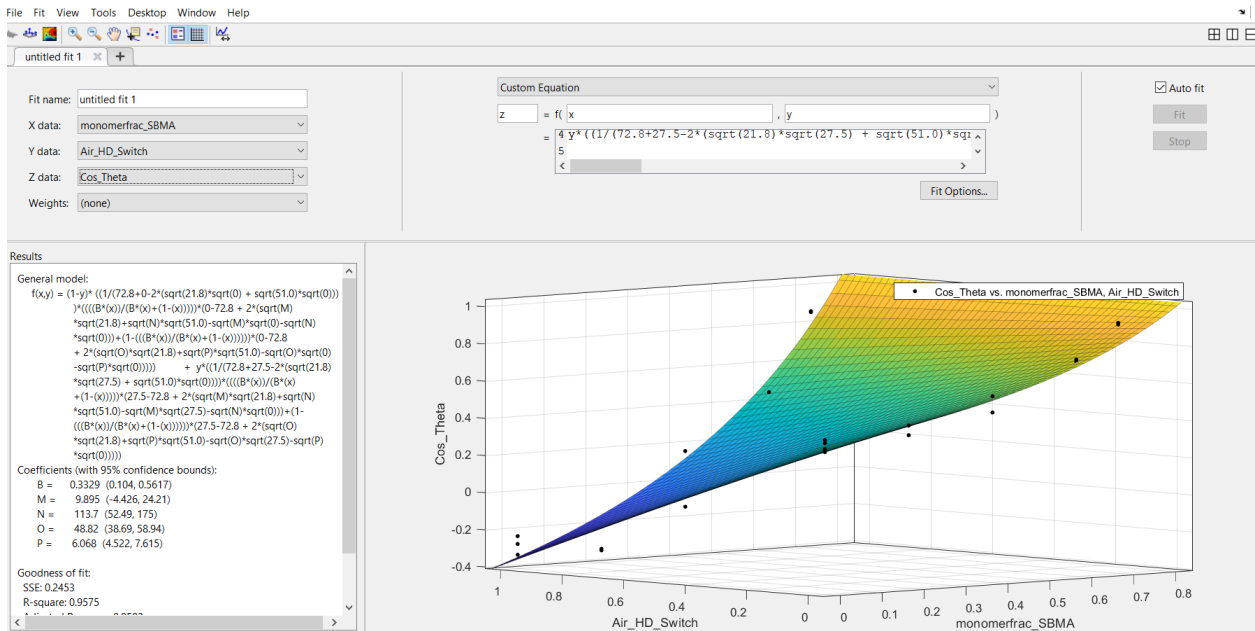 File Fit View Tools Desktop Window Help
untitled fit 1
Fit name: untitled fit 1
X data: monomerfrac_SBMA
Y data: Air_HD_Switch
Z data: Cos_Theta
Weights: (none)
Custom Equation
z = f( x , y )
= 4 y*((1/(72.8+27.5-2*(sqrt(21.8)*sqrt(27.5) + sqrt(51.0)*sqr
5
Fit Options...
Auto fit
Fit
Stop
Results
General model:
f(x,y) = (1-y)* ((1/(72.8+0-2*(sqrt(21.8)*sqrt(0) + sqrt(51.0)*sqrt(0)))
)*((((B*(x))/(B*(x)+(1-(x)))))*(0-72.8 + 2*(sqrt(M)
*sqrt(21.8)+sqrt(N)*sqrt(51.0)-sqrt(M)*sqrt(0)-sqrt(N)
*sqrt(0)))+(1-(((B*(x))/(B*(x)+(1-(x))))))*(0-72.8
+ 2*(sqrt(O)*sqrt(21.8)+sqrt(P)*sqrt(51.0)-sqrt(O)*sqrt(0)
-sqrt(P)*sqrt(0))))) + y*((1/(72.8+27.5-2*(sqrt(21.8)
*sqrt(27.5) + sqrt(51.0)*sqrt(0))))*((((B*(x))/(B*(x)
+(1-(x)))))*(27.5-72.8 + 2*(sqrt(M)*sqrt(21.8)+sqrt(N)
*sqrt(51.0)-sqrt(M)*sqrt(27.5)-sqrt(N)*sqrt(0)))+(1-
(((B*(x))/(B*(x)+(1-(x))))))*(27.5-72.8 + 2*(sqrt(O)
*sqrt(21.8)+sqrt(P)*sqrt(51.0)-sqrt(O)*sqrt(27.5)-sqrt(P)
*sqrt(0)))))
Coefficients (with 95% confidence bounds):
B = 0.3329 (0.104, 0.5617)
M = 9.895 (-4.426, 24.21)
N = 113.7 (52.49, 175)
O = 48.82 (38.69, 58.94)
P = 6.068 (4.522, 7.615)
Goodness of fit:
SSE: 0.2453
R-square: 0.9575
Cos_Theta vs. monomerfrac_SBMA, Air_HD_Switch
1
0.8
0.6
0.4
0.2
0
-0.2
-0.4
Cos_Theta
1 0.8 0.6 0.4 0.2 0
Air_HD_Switch
0 0.1 0.2 0.3 0.4 0.5 0.6 0.7 0.8
monomerfrac_SBMA